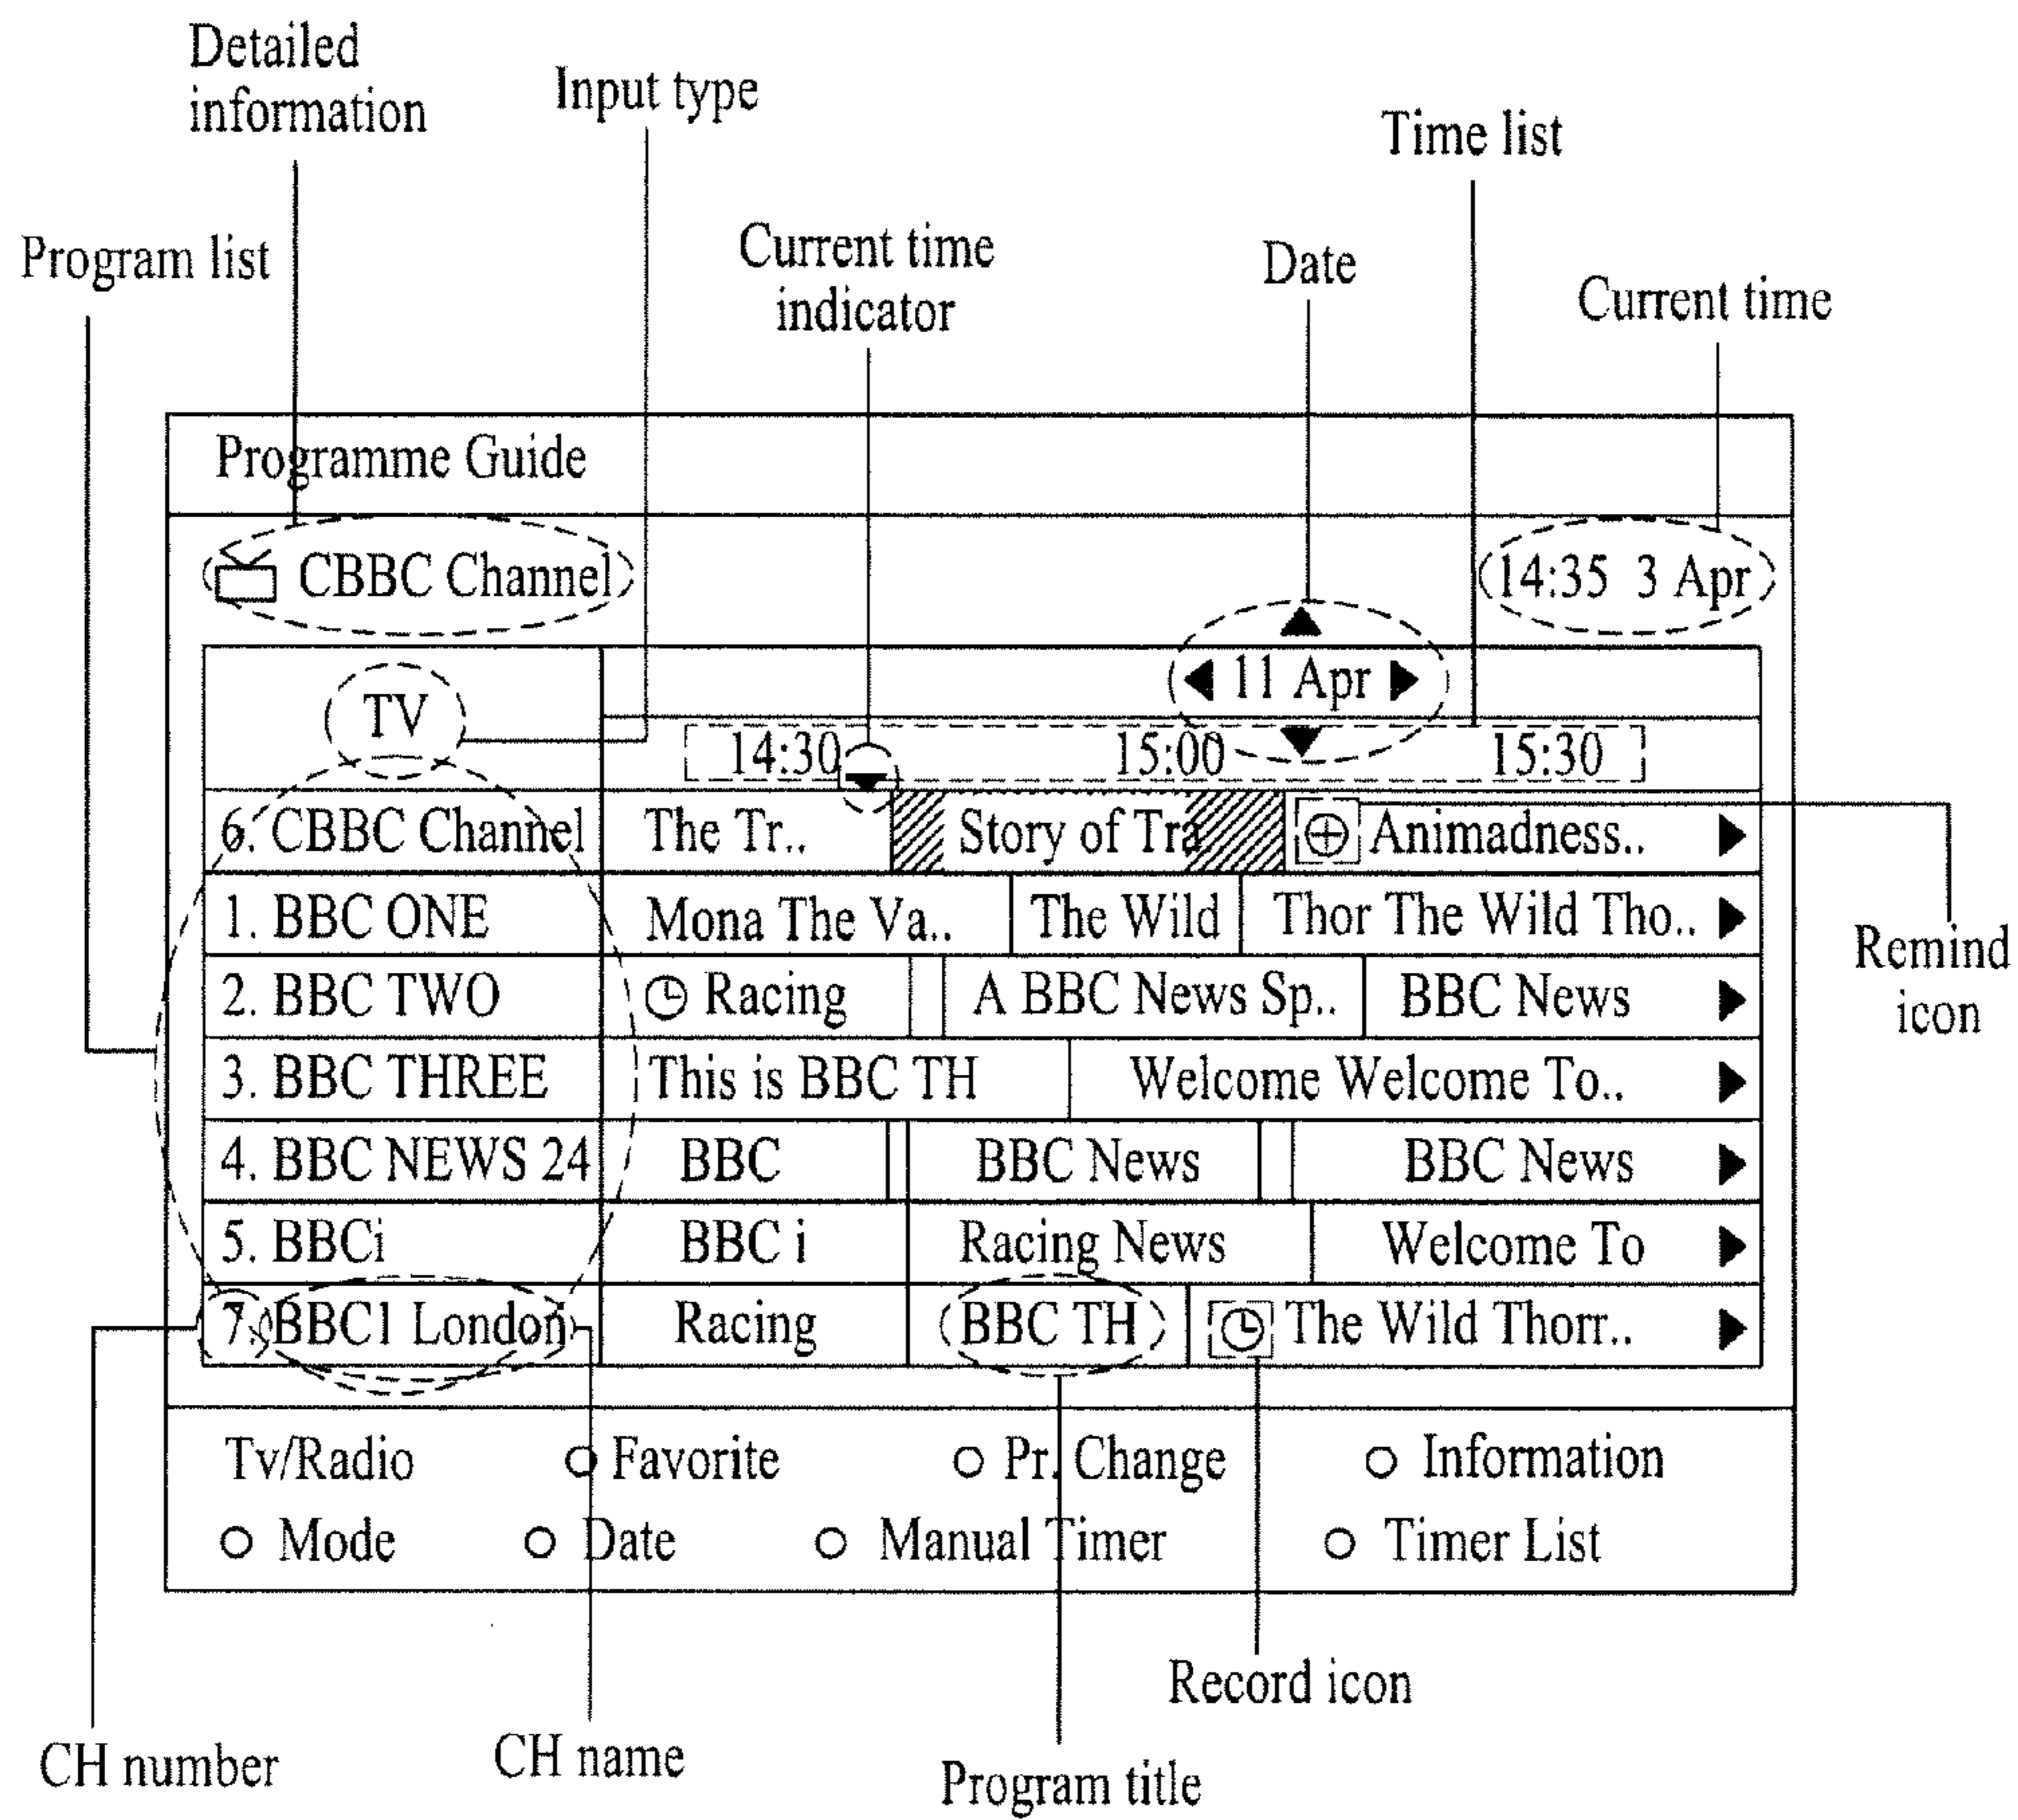 Detailed
information
Input type
Time list
Program list
Current time
indicator
Date
Current time
Programme Guide
CBBC Channel
14:35 3 Apr
TV
11 Apr
14:30 15:00 15:30
6. CBBC Channel The Tr.. Story of Tra Animadness..
1. BBC ONE Mona The Va.. The Wild Thor The Wild Tho..
2. BBC TWO Racing A BBC News Sp.. BBC News
3. BBC THREE This is BBC TH Welcome Welcome To..
4. BBC NEWS 24 BBC BBC News BBC News
5. BBCi BBC i Racing News Welcome To
7. BBC1 London Racing BBC TH The Wild Thorr..
Remind
icon
Tv/Radio Favorite Pr. Change Information
Mode Date Manual Timer Timer List
Record icon
CH number
CH name
Program title